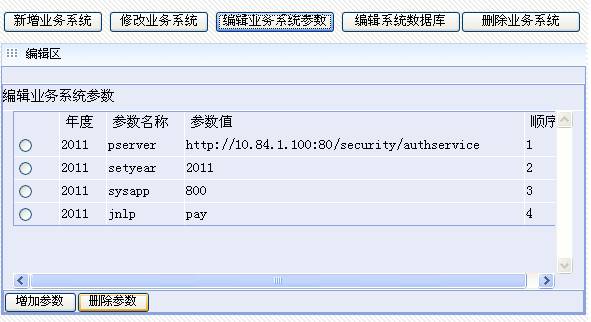 新增业务系统 修改业务系统 编辑业务系统参数 编辑系统数据库 删除业务系统
编辑区
编辑业务系统参数
年度 参数名称 参数值 顺序
2011 pserver http://10.84.1.100:80/security/authservice 1
2011 setyear 2011 2
2011 sysapp 800 3
2011 jnlp pay 4
增加参数 删除参数